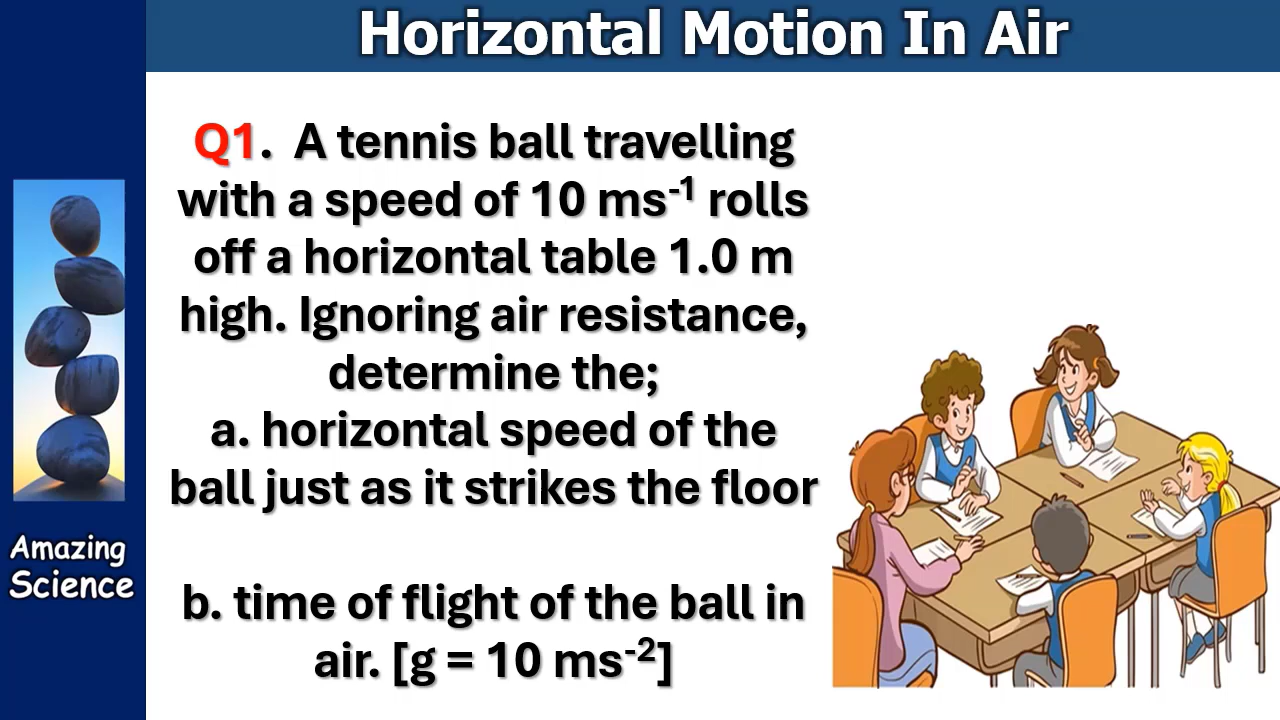 Horizontal Motion In Air
Q1. A tennis ball travelling
with a speed of 10 ms⁻¹ rolls
off a horizontal table 1.0 m
high. Ignoring air resistance,
determine the;
a. horizontal speed of the
ball just as it strikes the floor
b. time of flight of the ball in
air. [g = 10 ms⁻²]
Amazing
Science